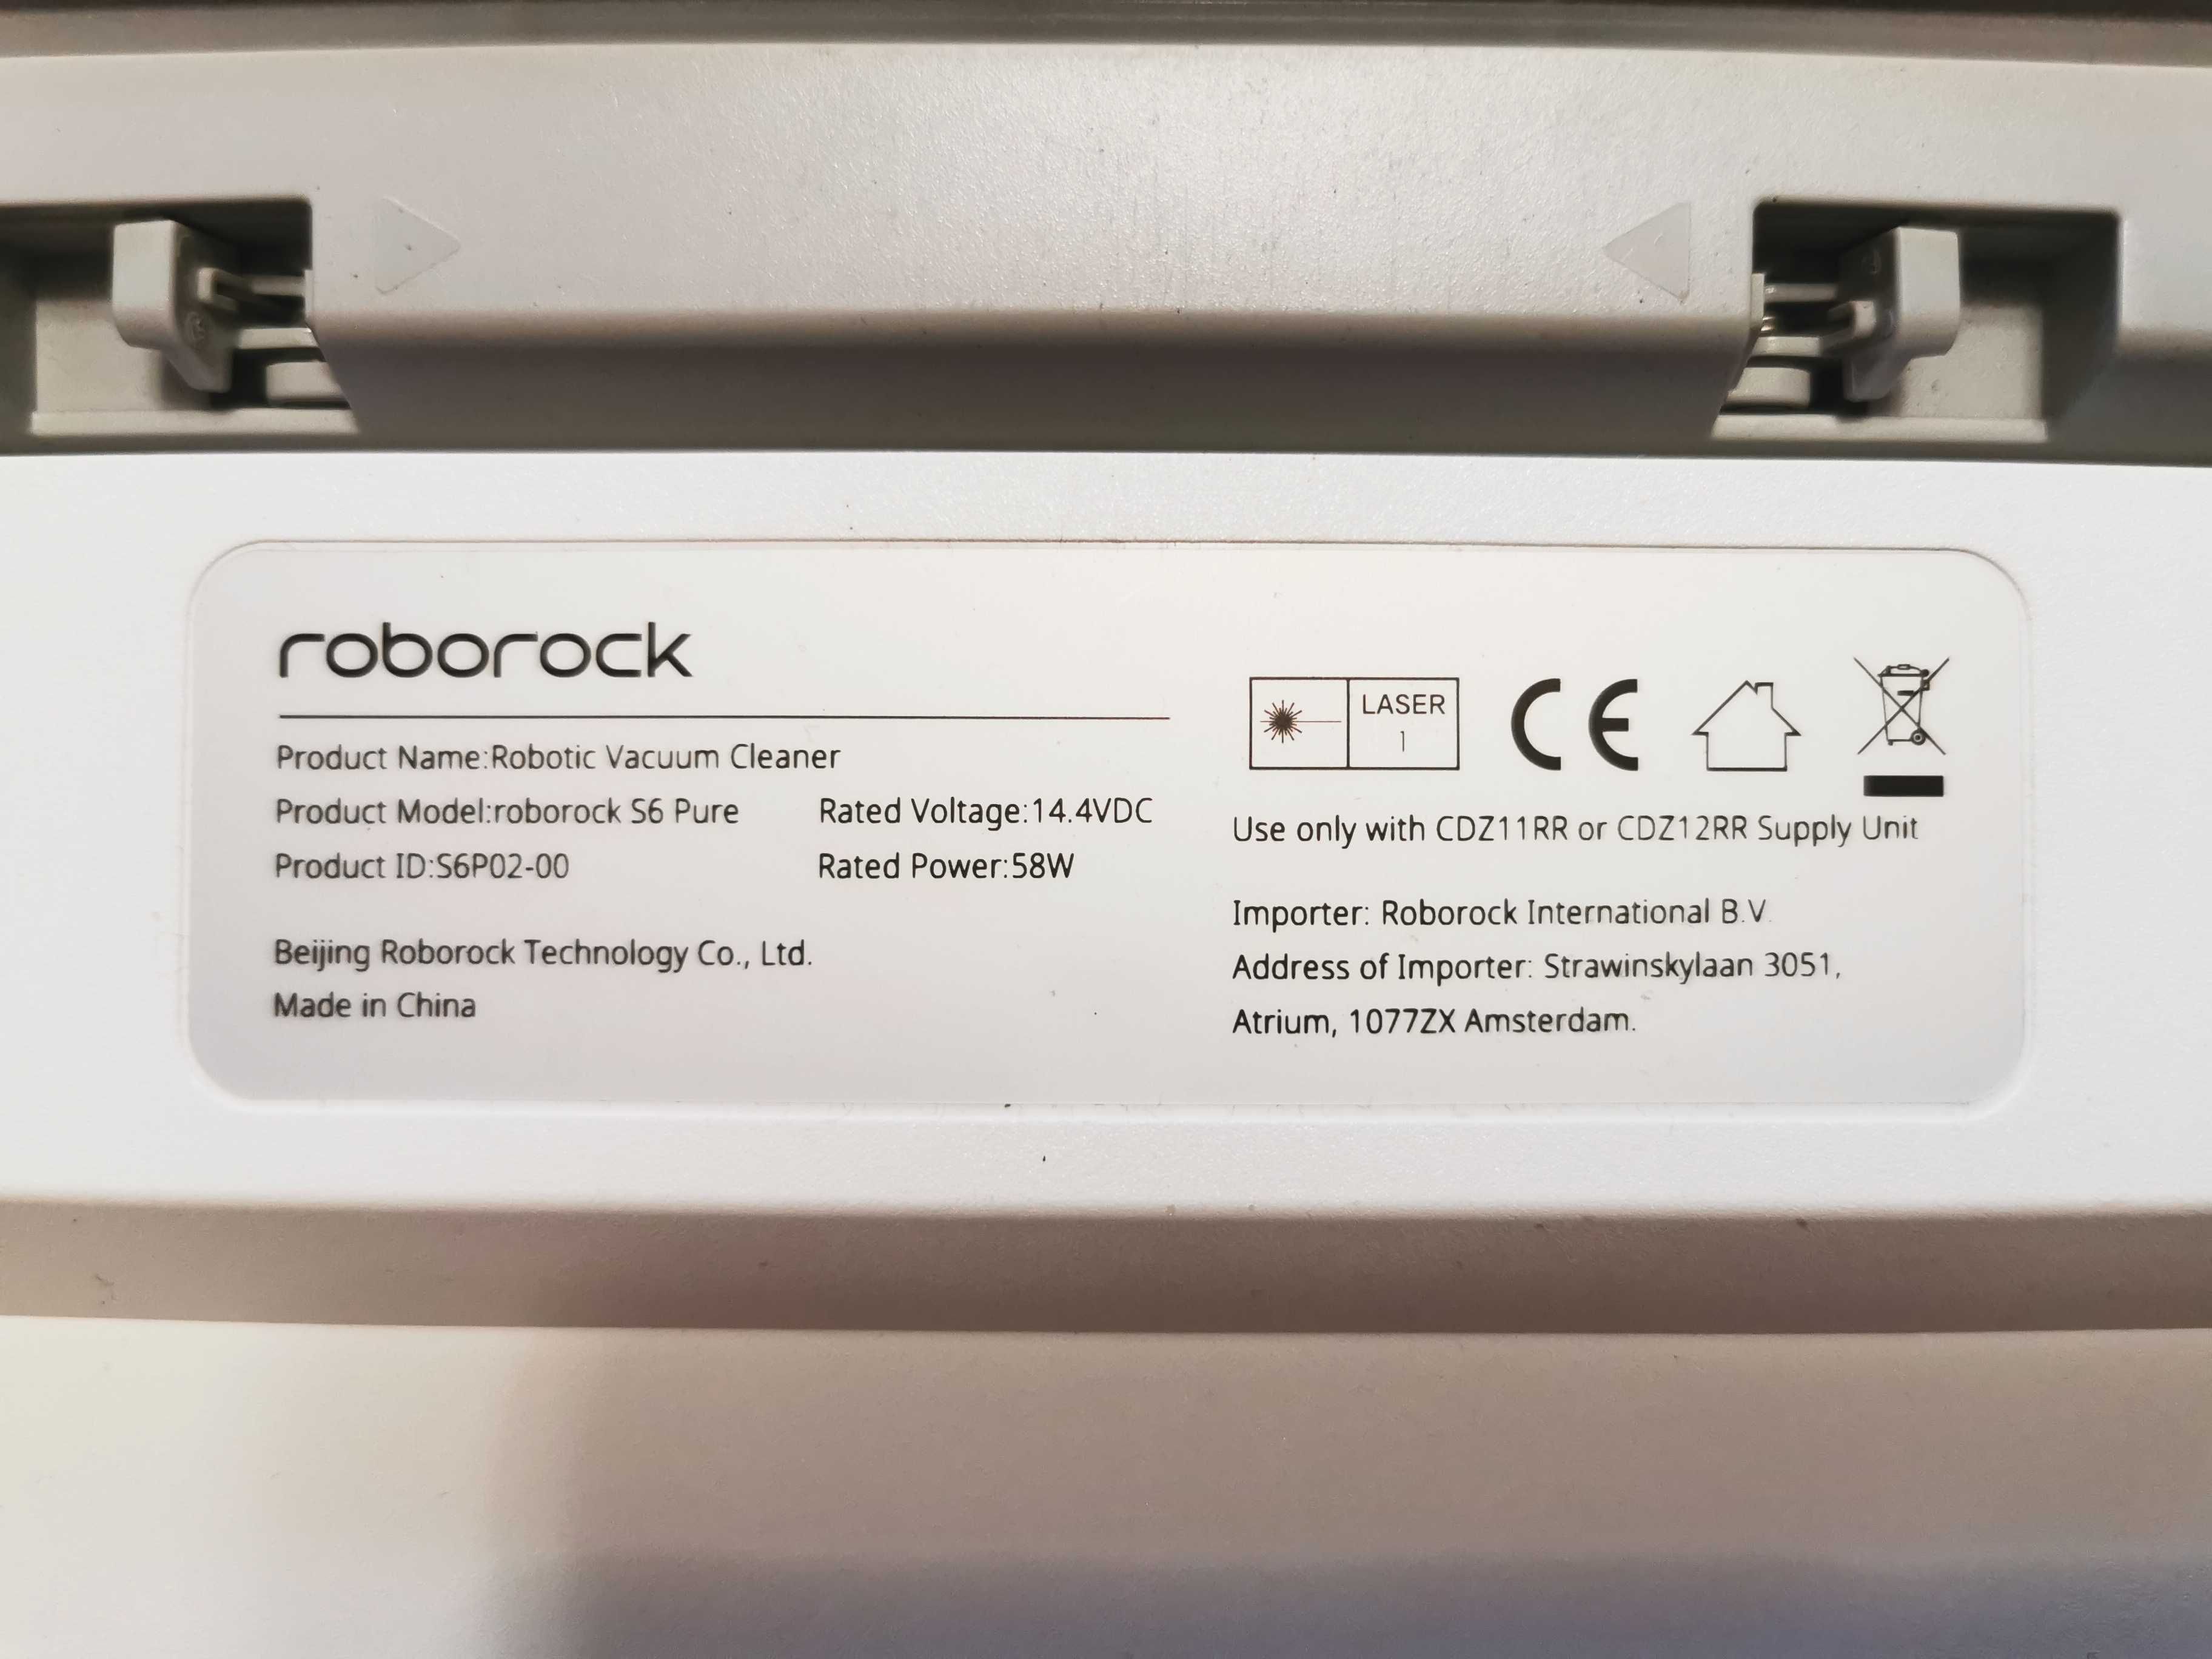 roborock
Product Name:Robotic Vacuum Cleaner
Product Model:roborock S6 Pure
Rated Voltage:14.4VDC
Product ID:S6P02-00
Rated Power:58W
Beijing Roborock Technology Co., Ltd.
Made in China
LASER
1
CE
Use only with CDZ11RR or CDZ12RR Supply Unit
Importer: Roborock International B.V.
Address of Importer: Strawinskylaan 3051,
Atrium, 1077ZX Amsterdam.